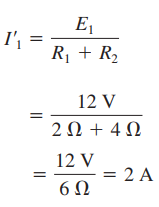 I'₁ = E₁ / (R₁ + R₂)
= 12 V / (2 Ω + 4 Ω)
= 12 V / 6 Ω = 2 A